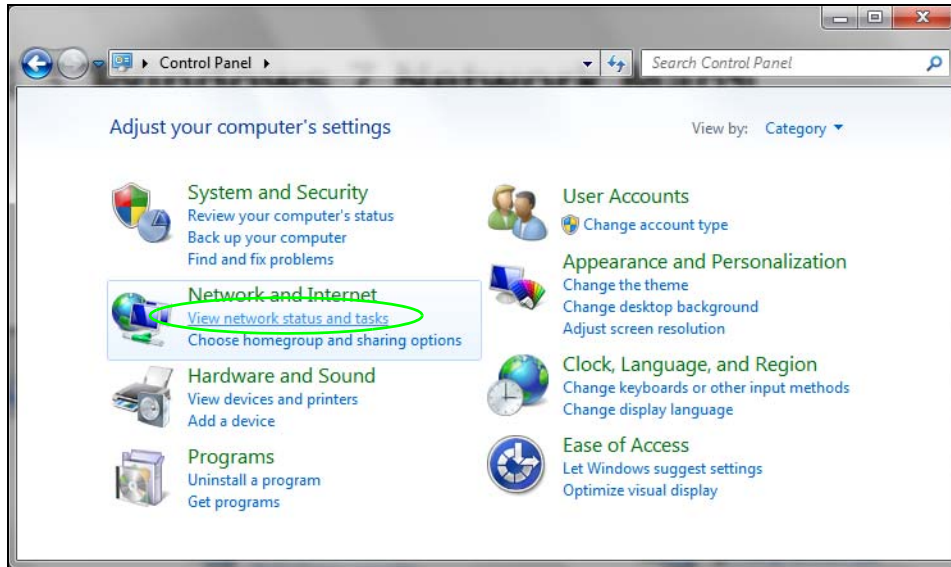 Control Panel
Search Control Panel
Adjust your computer's settings
View by: Category
System and Security
Review your computer's status
Back up your computer
Find and fix problems
Network and Internet
View network status and tasks
Choose homegroup and sharing options
Hardware and Sound
View devices and printers
Add a device
Programs
Uninstall a program
Get programs
User Accounts
Change account type
Appearance and Personalization
Change the theme
Change desktop background
Adjust screen resolution
Clock, Language, and Region
Change keyboards or other input methods
Change display language
Ease of Access
Let Windows suggest settings
Optimize visual display